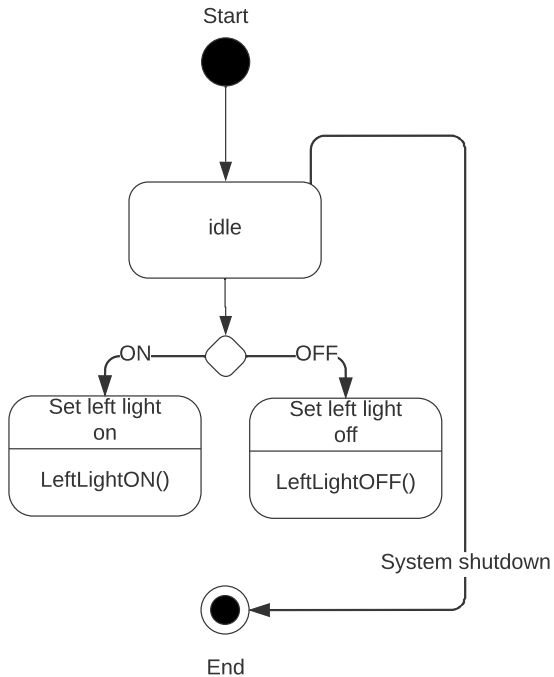 Start
idle
ON
OFF
Set left light
on
LeftLightON()
Set left light
off
LeftLightOFF()
System shutdown
End